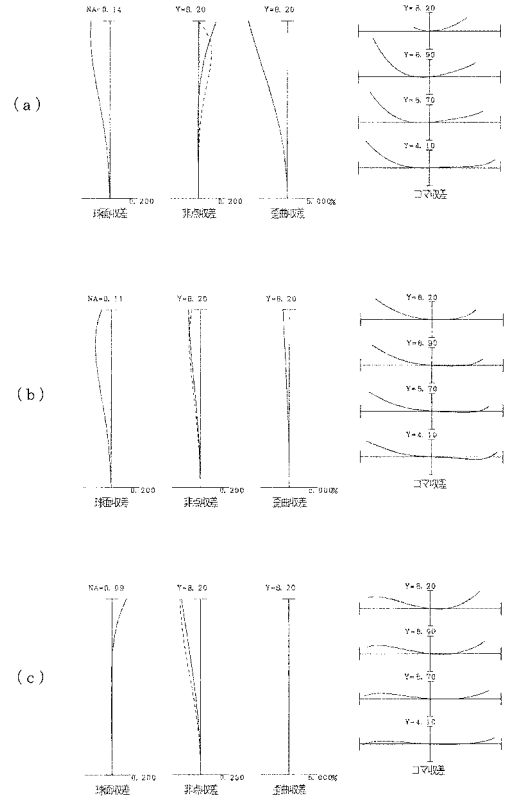 NA=0.14 Y=8.20 Y=8.20 Y=8.20
Y=6.90
(a)
Y=5.70
Y=4.10
0.200 0.200 5.000%
球面収差 非点収差 歪曲収差 コマ収差
NA=0.11 Y=8.20 Y=8.20 Y=8.20
Y=6.90
(b)
Y=5.70
Y=4.10
0.200 0.200 5.000%
球面収差 非点収差 歪曲収差 コマ収差
NA=0.09 Y=8.20 Y=8.20 Y=8.20
Y=6.90
(c)
Y=5.70
Y=4.10
0.200 0.200 5.000%
球面収差 非点収差 歪曲収差 コマ収差